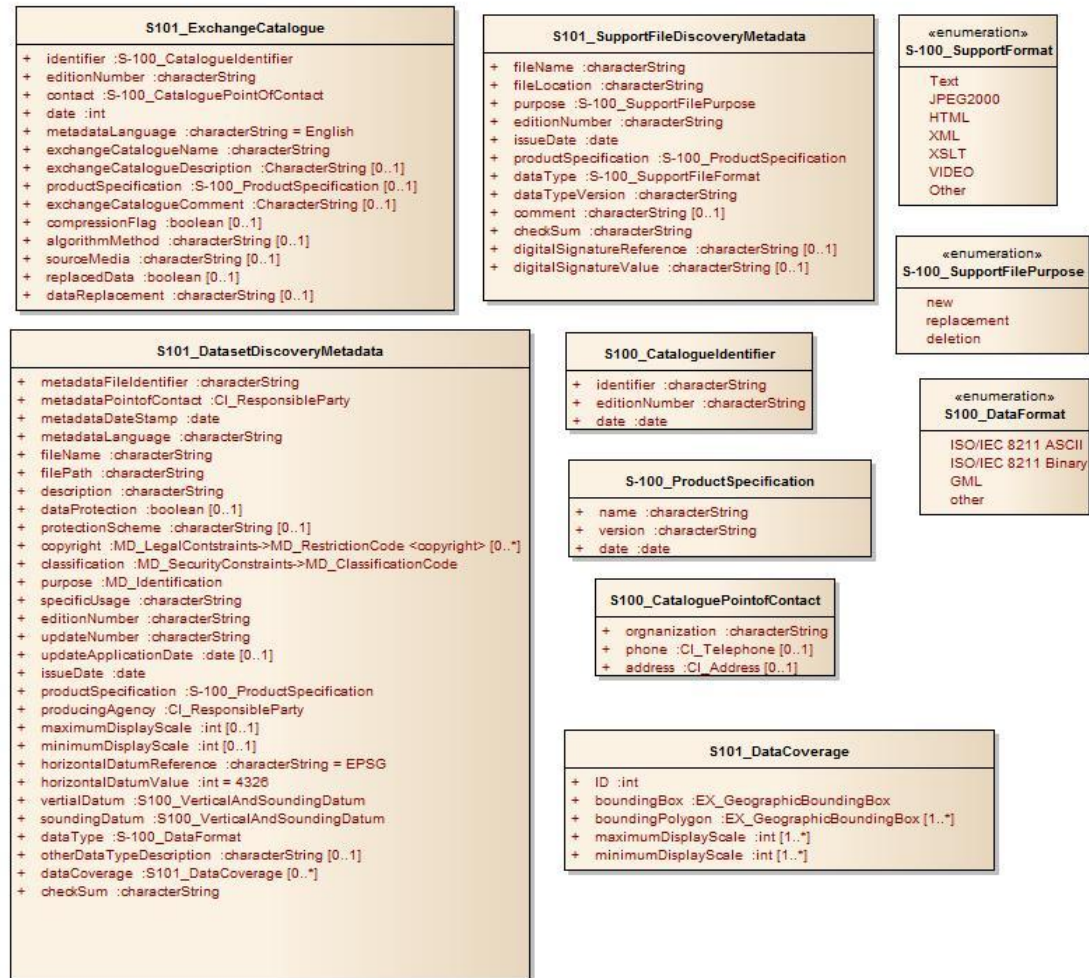 S101_ExchangeCatalogue
+ identifier :S-100_CatalogueIdentifier
+ editionNumber :characterString
+ contact :S-100_CataloguePointOfContact
+ date :int
+ metadataLanguage :characterString = English
+ exchangeCatalogueName :characterString
+ exchangeCatalogueDescription :CharacterString [0..1]
+ productSpecification :S-100_ProductSpecification [0..1]
+ exchangeCatalogueComment :CharacterString [0..1]
+ compressionFlag :boolean [0..1]
+ algorithmMethod :characterString [0..1]
+ sourceMedia :characterString [0..1]
+ replacedData :boolean [0..1]
+ dataReplacement :characterString [0..1]
S101_SupportFileDiscoveryMetadata
+ fileName :characterString
+ fileLocation :characterString
+ purpose :S-100_SupportFilePurpose
+ editionNumber :characterString
+ issueDate :date
+ productSpecification :S-100_ProductSpecification
+ dataType :S-100_SupportFileFormat
+ dataTypeVersion :characterString
+ comment :characterString [0..1]
+ checkSum :characterString
+ digitalSignatureReference :characterString [0..1]
+ digitalSignatureValue :characterString [0..1]
«enumeration»
S-100_SupportFormat
Text
JPEG2000
HTML
XML
XSLT
VIDEO
Other
«enumeration»
S-100_SupportFilePurpose
new
replacement
deletion
S101_DatasetDiscoveryMetadata
+ metadataFileIdentifier :characterString
+ metadataPointofContact :CI_ResponsibleParty
+ metadataDateStamp :date
+ metadataLanguage :characterString
+ fileName :characterString
+ filePath :characterString
+ description :characterString
+ dataProtection :boolean [0..1]
+ protectionScheme :characterString [0..1]
+ copyright :MD_LegalContstraints->MD_RestrictionCode <copyright> [0..*]
+ classification :MD_SecurityConstraints->MD_ClassificationCode
+ purpose :MD_Identification
+ specificUsage :characterString
+ editionNumber :characterString
+ updateNumber :characterString
+ updateApplicationDate :date [0..1]
+ issueDate :date
+ productSpecification :S-100_ProductSpecification
+ producingAgency :CI_ResponsibleParty
+ maximumDisplayScale :int [0..1]
+ minimumDisplayScale :int [0..1]
+ horizontalDatumReference :characterString = EPSG
+ horizontalDatumValue :int = 4326
+ vertialDatum :S100_VerticalAndSoundingDatum
+ soundingDatum :S100_VerticalAndSoundingDatum
+ dataType :S-100_DataFormat
+ otherDataTypeDescription :characterString [0..1]
+ dataCoverage :S101_DataCoverage [0..*]
+ checkSum :characterString
S100_CatalogueIdentifier
+ identifier :characterString
+ editionNumber :characterString
+ date :date
«enumeration»
S100_DataFormat
ISO/IEC 8211 ASCII
ISO/IEC 8211 Binary
GML
other
S-100_ProductSpecification
+ name :characterString
+ version :characterString
+ date :date
S100_CataloguePointofContact
+ orgnanization :characterString
+ phone :CI_Telephone [0..1]
+ address :CI_Address [0..1]
S101_DataCoverage
+ ID :int
+ boundingBox :EX_GeographicBoundingBox
+ boundingPolygon :EX_GeographicBoundingBox [1..*]
+ maximumDisplayScale :int [1..*]
+ minimumDisplayScale :int [1..*]